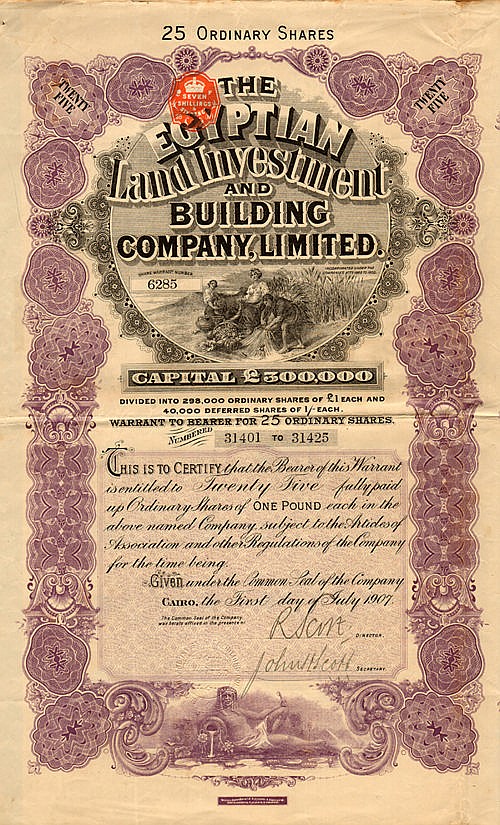 25 ORDINARY SHARES
TWENTY FIVE
TWENTY FIVE
SEVEN
SHILLINGS
THE
EGYPTIAN
Land Investment
AND
BUILDING
COMPANY, LIMITED.
SHARE WARRANT NUMBER
6285
INCORPORATED UNDER THE
CAPITAL £300,000
DIVIDED INTO 298,000 ORDINARY SHARES OF £1 EACH AND
40,000 DEFERRED SHARES OF 1/- EACH.
WARRANT TO BEARER FOR 25 ORDINARY SHARES.
NUMBERED 31401 TO 31425
THIS IS TO CERTIFY that the Bearer of this Warrant
is entitled to Twenty Five fully paid
up Ordinary Shares of ONE POUND each in the
above named Company, subject to the Articles of
Association and other Regulations of the Company
for the time being.
Given under the Common Seal of the Company
CAIRO, the First day of July 1907.
The Common Seal of the Company
was hereto affixed in the presence of
R Scott
DIRECTOR.
John H Scott
SECRETARY.